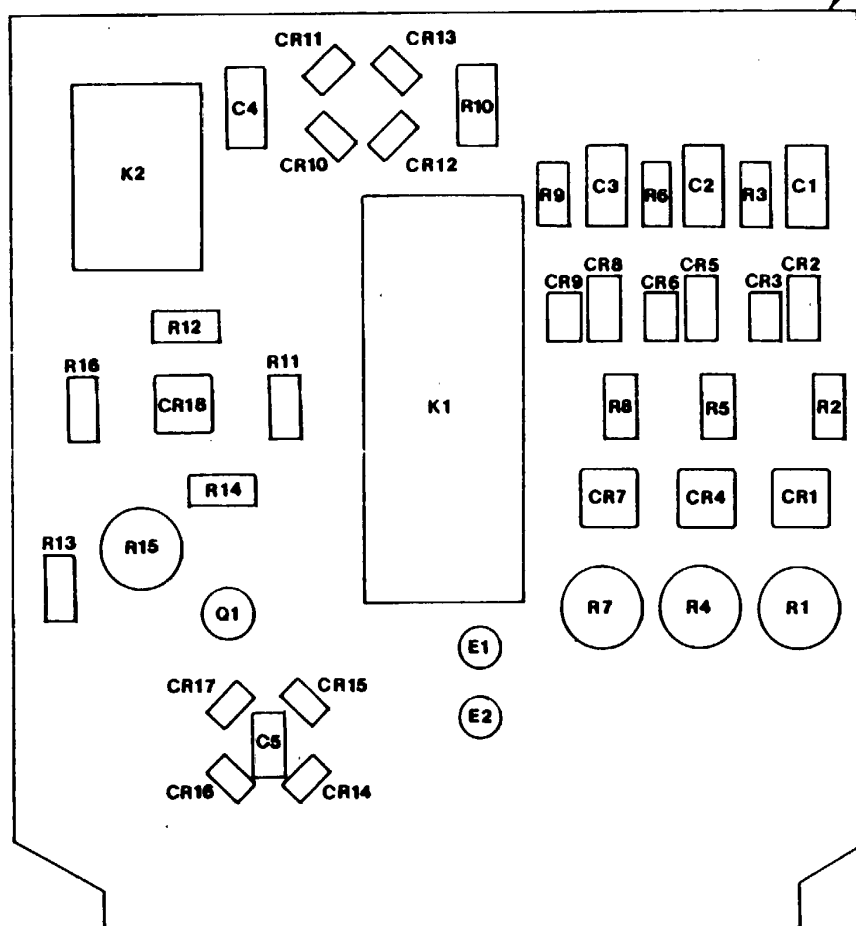 CR11 CR13
C4 R10
K2 CR10 CR12
R9 C3 R6 C2 R3 C1
CR9 CR8 CR6 CR5 CR3 CR2
R12
R16 R11
CR18 K1 R8 R5 R2
R14 CR7 CR4 CR1
R13 R15
Q1 R7 R4 R1
E1
CR17 CR15
E2
C5
CR16 CR14